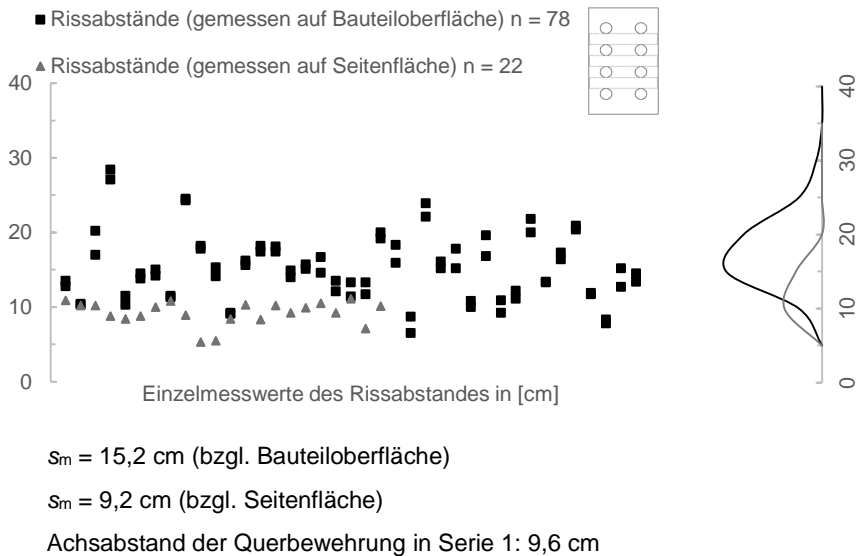 Rissabstände (gemessen auf Bauteiloberfläche) n = 78
Rissabstände (gemessen auf Seitenfläche) n = 22
40
30
20
10
0
40
30
20
10
0
Einzelmesswerte des Rissabstandes in [cm]
sm = 15,2 cm (bzgl. Bauteiloberfläche)
sm = 9,2 cm (bzgl. Seitenfläche)
Achsabstand der Querbewehrung in Serie 1: 9,6 cm